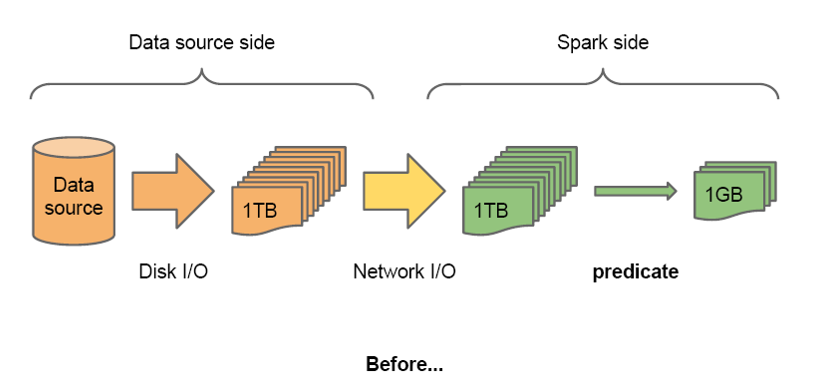 Data source side
Spark side
Data
source
1TB
1TB
1GB
Disk I/O
Network I/O
predicate
Before...